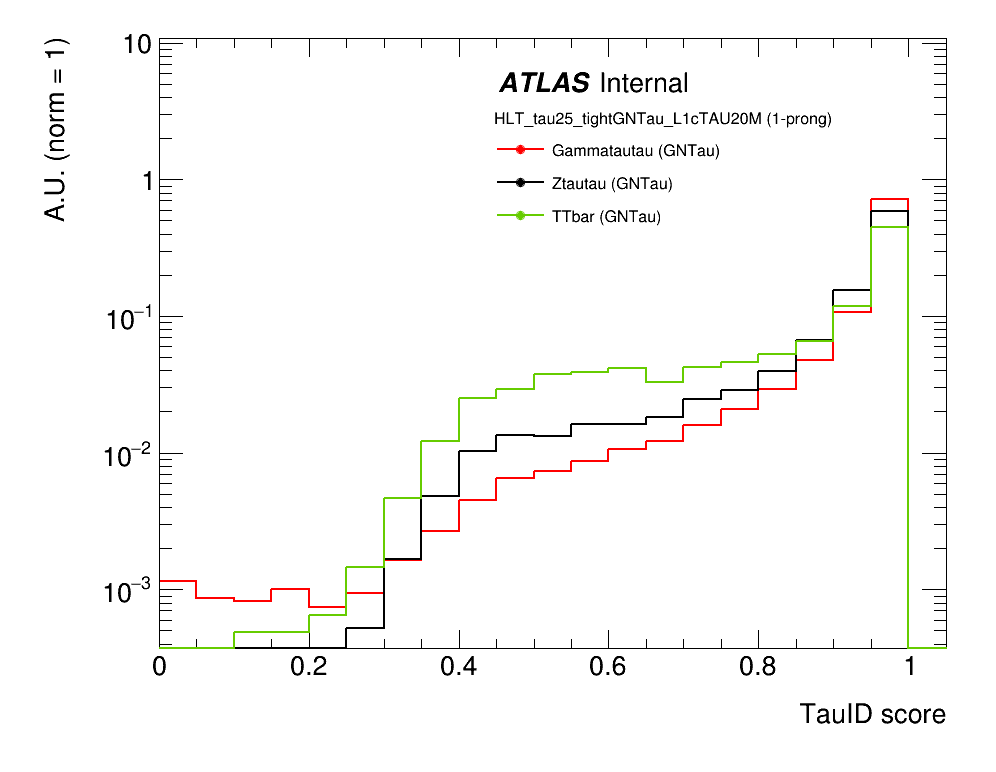 A.U. (norm = 1)
10
1
10⁻¹
10⁻²
10⁻³
ATLAS Internal
HLT_tau25_tightGNTau_L1cTAU20M (1-prong)
Gammatautau (GNTau)
Ztautau (GNTau)
TTbar (GNTau)
0 0.2 0.4 0.6 0.8 1
TauID score